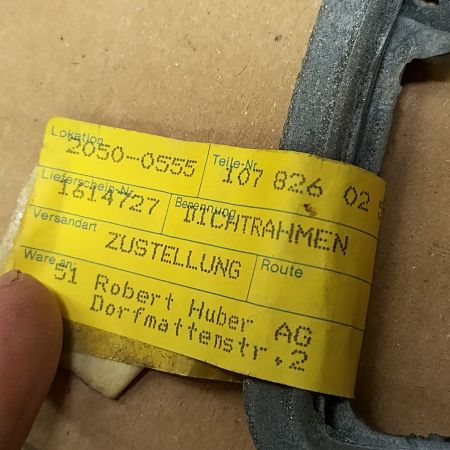 Lokation Teile-Nr.
2050-0555 107 826 02 5
Lieferschein-Nr. Benennung
1614727 DICHTRAHMEN
Versandart Route
ZUSTELLUNG
Ware an:
51 Robert Huber AG
Dorfmattenstr.2